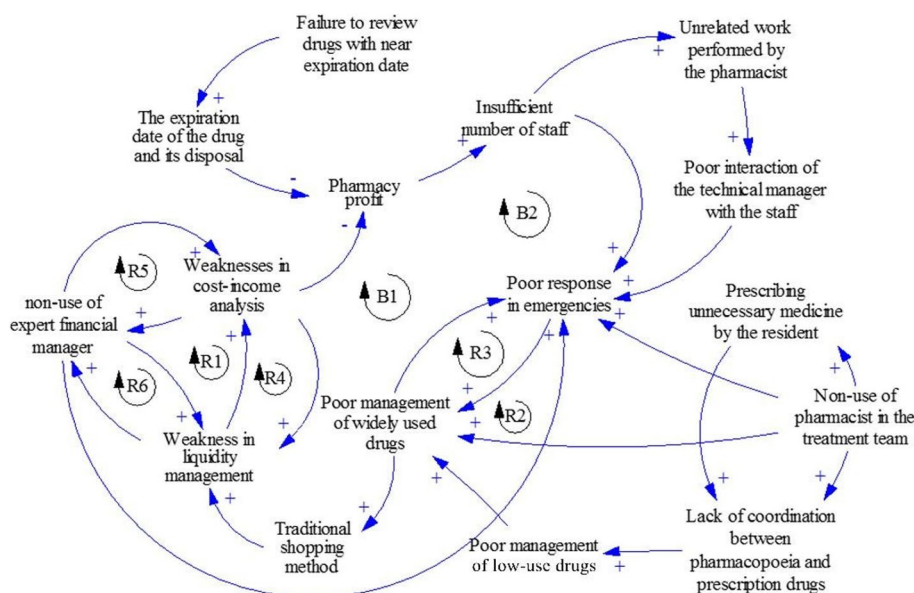 Failure to review
drugs with near
expiration date
Unrelated work
performed by
the pharmacist
+
+
The expiration
date of the drug
and its disposal
Insufficient
number of staff
+
+
-
Pharmacy
profit
Poor interaction of
the technical manager
with the staff
-
B2
R5
+
Weaknesses in
cost-income
analysis
B1
+
+
Poor response
in emergencies
+
+
+
Prescribing
unnecessary medicine
by the resident
non-use of
expert financial
manager
+
+
+
R1
R4
R3
+
+
R6
Poor management
of widely used
drugs
+
+
R2
Non-use of
pharmacist in the
treatment team
+
+
Weakness in
liquidity
management
+
+
+
+
+
Traditional
shopping
method
Poor management
of low-use drugs
+
Lack of coordination
between
pharmacopoeia and
prescription drugs